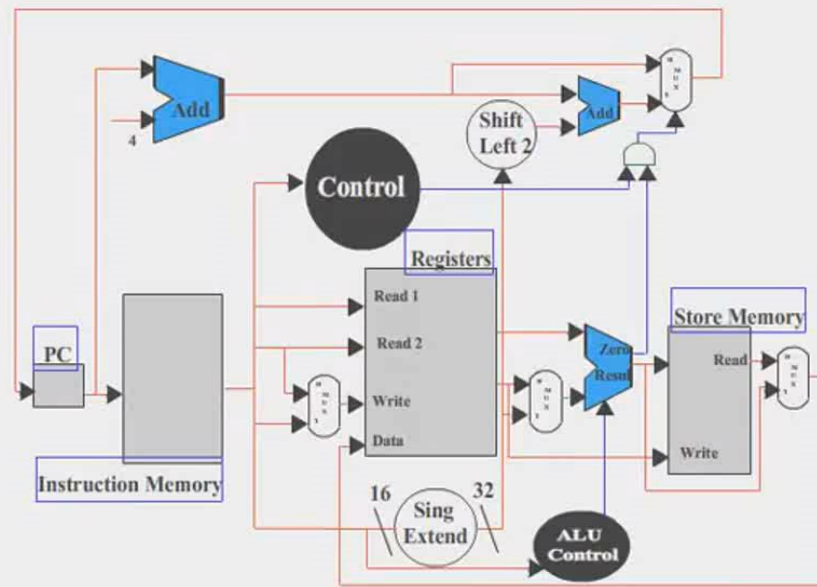 Add
4
Shift
Left 2
Add
M
U
X
Control
Registers
Read 1
Read 2
Write
Data
PC
Instruction Memory
M
U
X
M
U
X
Zero
Resul
Store Memory
Read
Write
M
U
X
16
Sing
Extend
32
ALU
Control